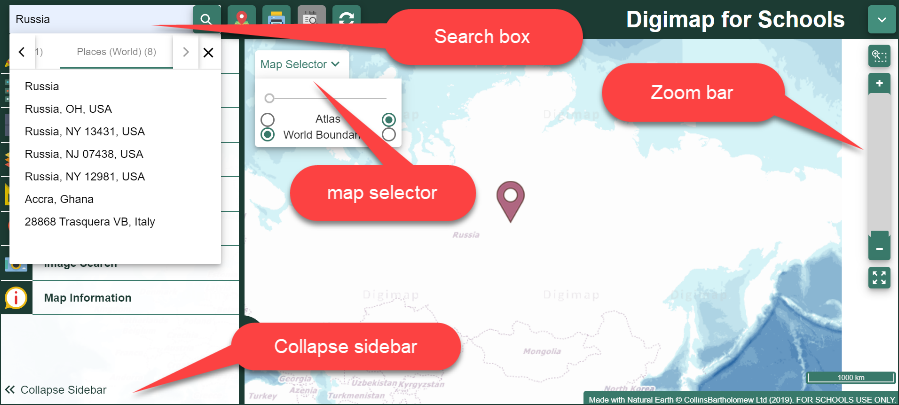 Russia
Digimap for Schools
Search box
Places (World) (8)
Map Selector
Russia
Zoom bar
Russia, OH, USA
Atlas
Russia, NY 13431, USA
World Boundar
Russia, NJ 07438, USA
Russia, NY 12981, USA
map selector
Accra, Ghana
28868 Trasquera VB, Italy
Russia
Image Search
Map Information
Digimap
Digimap
Collapse sidebar
Mongolia
Georgia
Uzbekistan Kyrgyzstan
Turkey
Turkmenistan
North Korea
1000 km
Collapse Sidebar
Made with Natural Earth © CollinsBartholomew Ltd (2019). FOR SCHOOLS USE ONLY.